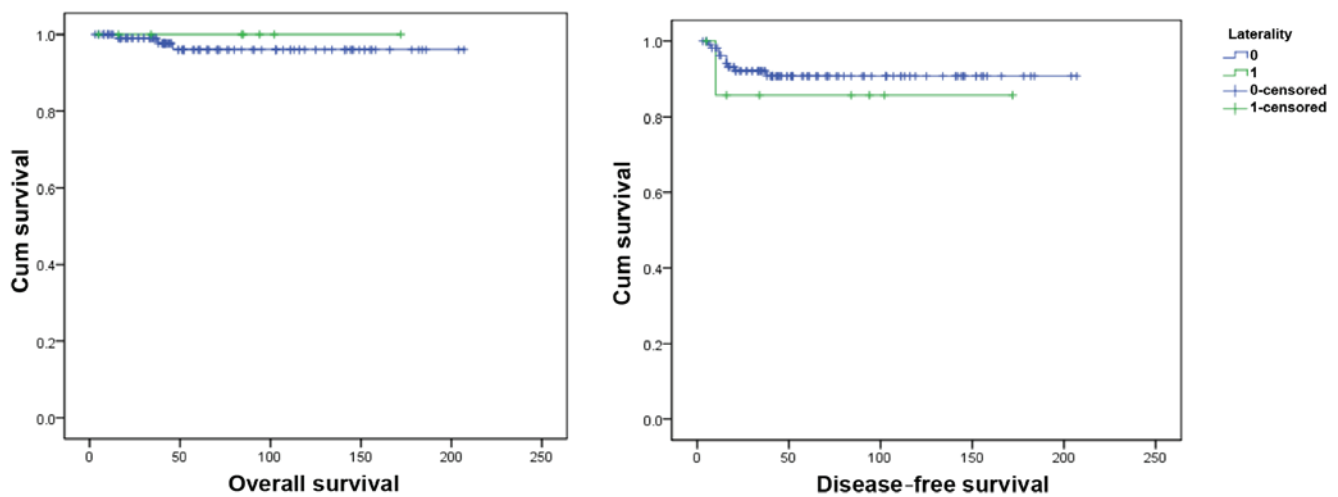 Cum survival
1.0
0.8
0.6
0.4
0.2
0.0
0 50 100 150 200 250
Overall survival
Cum survival
1.0
0.8
0.6
0.4
0.2
0.0
0 50 100 150 200 250
Disease-free survival
Laterality
0
1
0-censored
1-censored